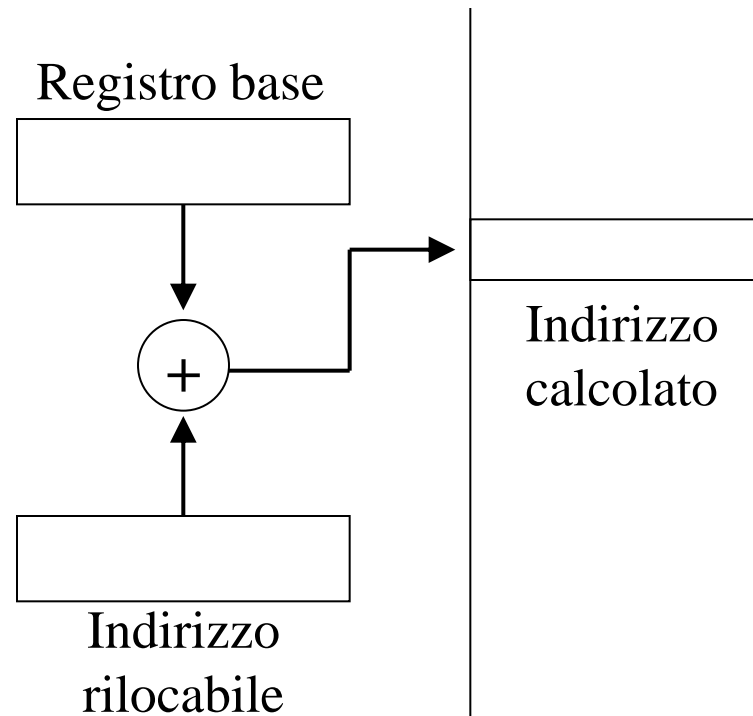 Registro base
+
Indirizzo
calcolato
Indirizzo
rilocabile